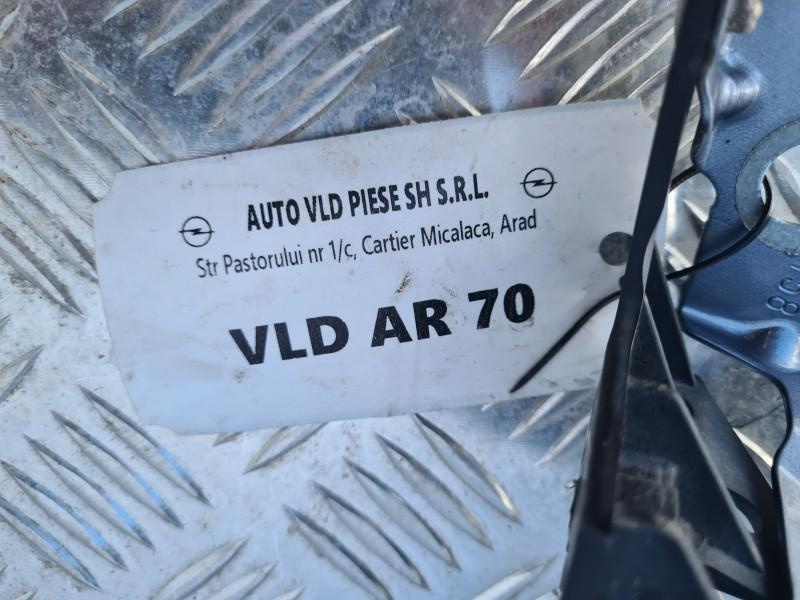 AUTO VLD PIESE SH S.R.L.
Str Pastorului nr 1/c, Cartier Micalaca, Arad
VLD AR 70